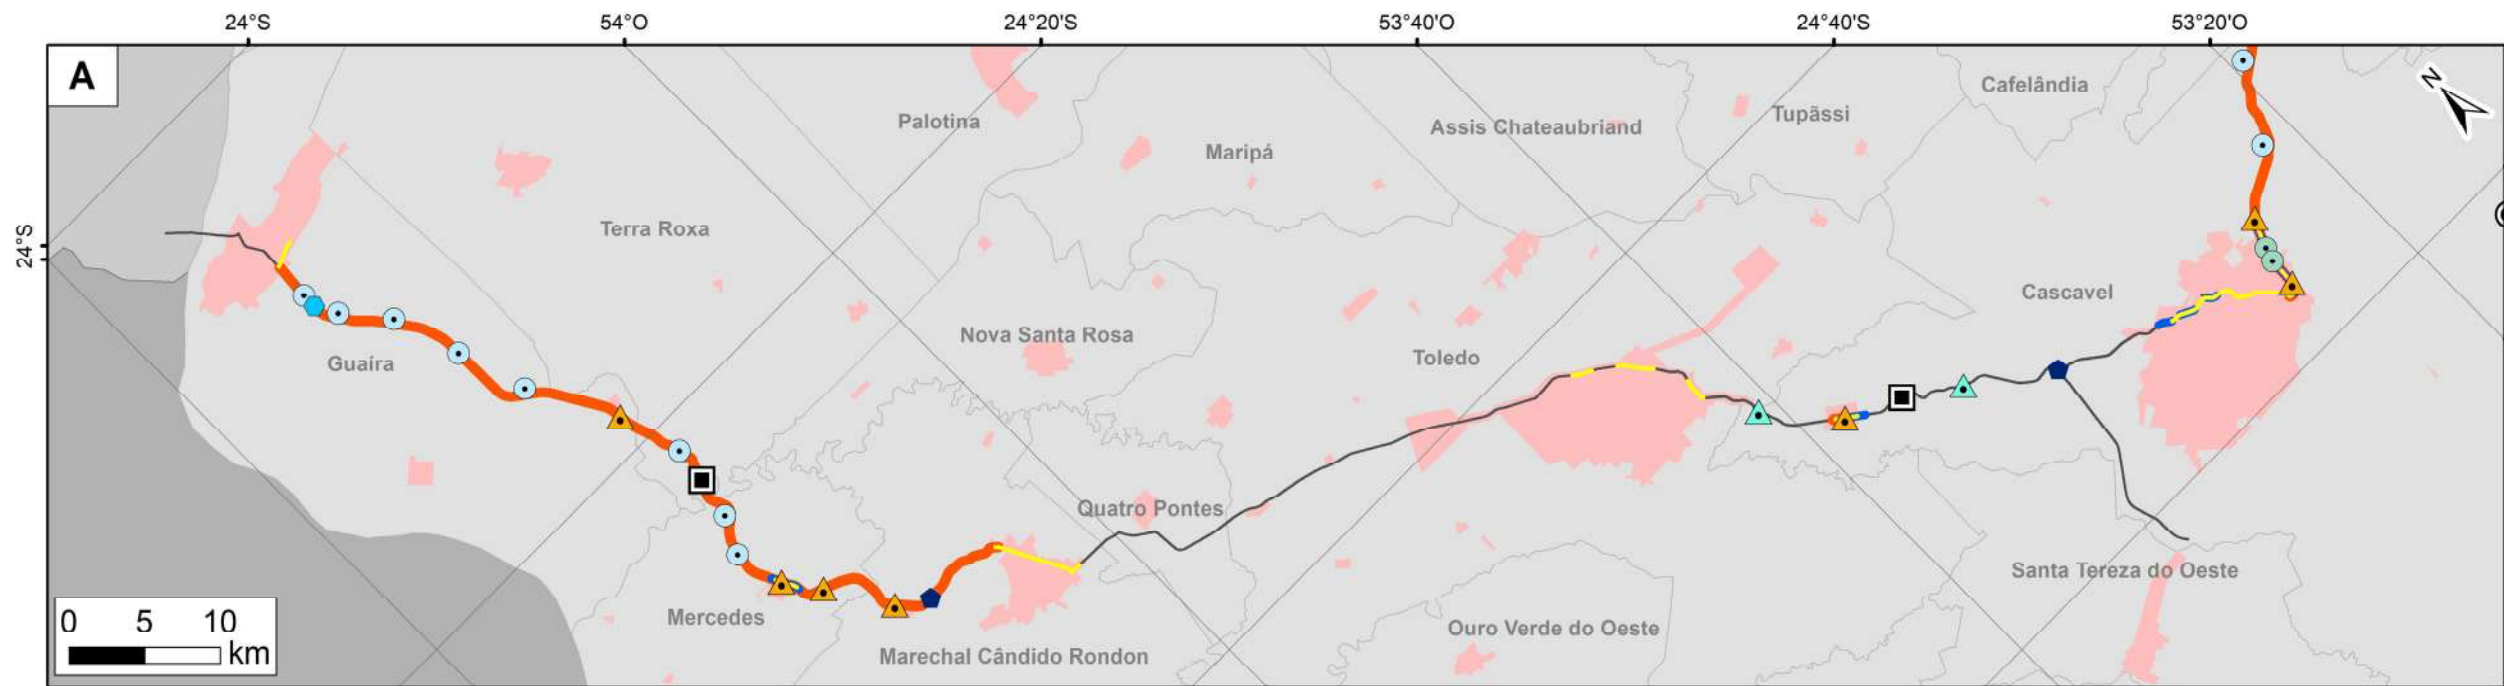 24°S 54°O 24°20'S 53°40'O 24°40'S 53°20'O
A
N
Cafelândia
Palotina
Assis Chateaubriand
Tupãssi
Maripá
Terra Roxa
24°S
Cascavel
Nova Santa Rosa
Toledo
Guaíra
Quatro Pontes
Santa Tereza do Oeste
Mercedes
Ouro Verde do Oeste
Marechal Cândido Rondon
0 5 10
km